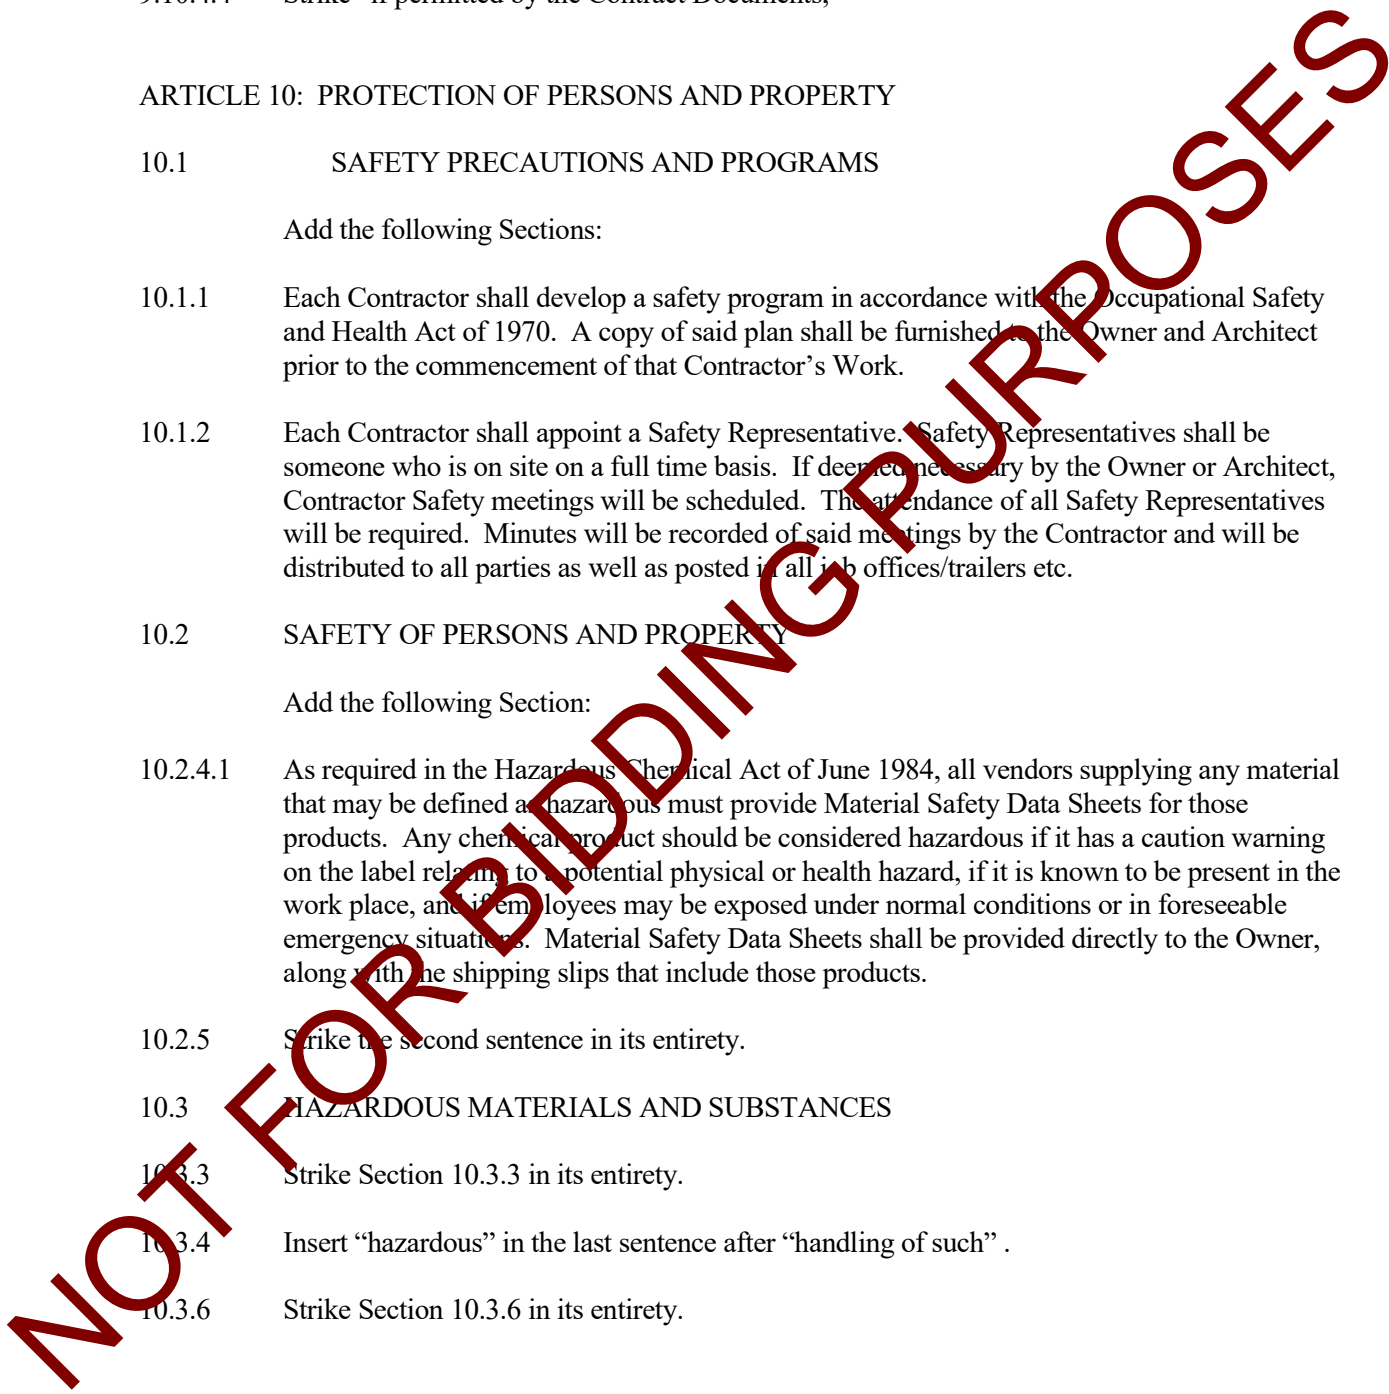 Strike “if permitted by the Contract Documents,”
ARTICLE 10:  PROTECTION OF PERSONS AND PROPERTY
10.1 SAFETY PRECAUTIONS AND PROGRAMS
Add the following Sections:
10.1.1 Each Contractor shall develop a safety program in accordance with the Occupational Safety
and Health Act of 1970.  A copy of said plan shall be furnished to the Owner and Architect
prior to the commencement of that Contractor’s Work.
10.1.2 Each Contractor shall appoint a Safety Representative.  Safety Representatives shall be
someone who is on site on a full time basis.  If deemed necessary by the Owner or Architect,
Contractor Safety meetings will be scheduled.  The attendance of all Safety Representatives
will be required.  Minutes will be recorded of said meetings by the Contractor and will be
distributed to all parties as well as posted in all job offices/trailers etc.
10.2 SAFETY OF PERSONS AND PROPERTY
Add the following Section:
10.2.4.1 As required in the Hazardous Chemical Act of June 1984, all vendors supplying any material
that may be defined as hazardous must provide Material Safety Data Sheets for those
products.  Any chemical product should be considered hazardous if it has a caution warning
on the label relating to a potential physical or health hazard, if it is known to be present in the
work place, and if employees may be exposed under normal conditions or in foreseeable
emergency situations.  Material Safety Data Sheets shall be provided directly to the Owner,
along with the shipping slips that include those products.
10.2.5 Strike the second sentence in its entirety.
10.3 HAZARDOUS MATERIALS AND SUBSTANCES
10.3.3 Strike Section 10.3.3 in its entirety.
10.3.4 Insert “hazardous” in the last sentence after “handling of such” .
10.3.6 Strike Section 10.3.6 in its entirety.
NOT FOR BIDDING PURPOSES